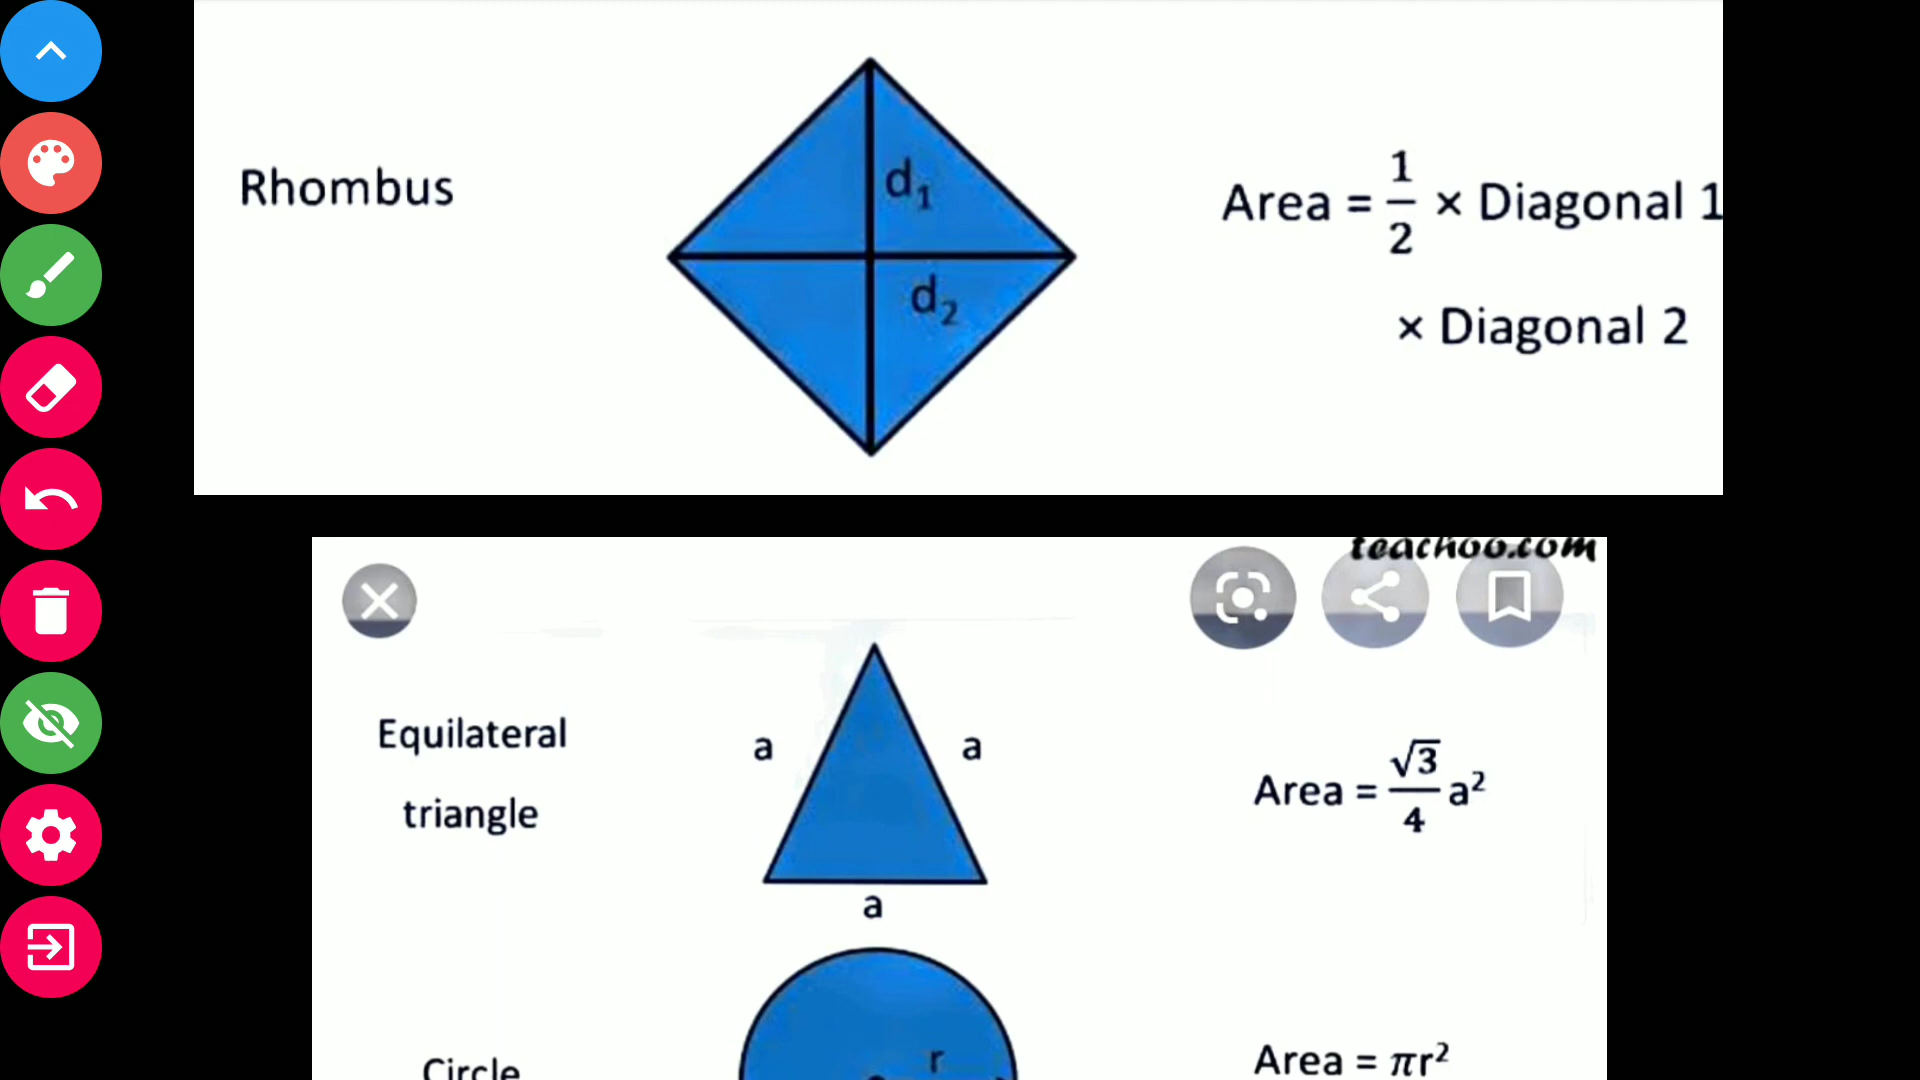 Rhombus
d₁
d₂
Area = 1/2 × Diagonal 1
× Diagonal 2
teachoo.com
Equilateral
triangle
a
a
a
Area = √3/4 a²
Circle
r
Area = πr²